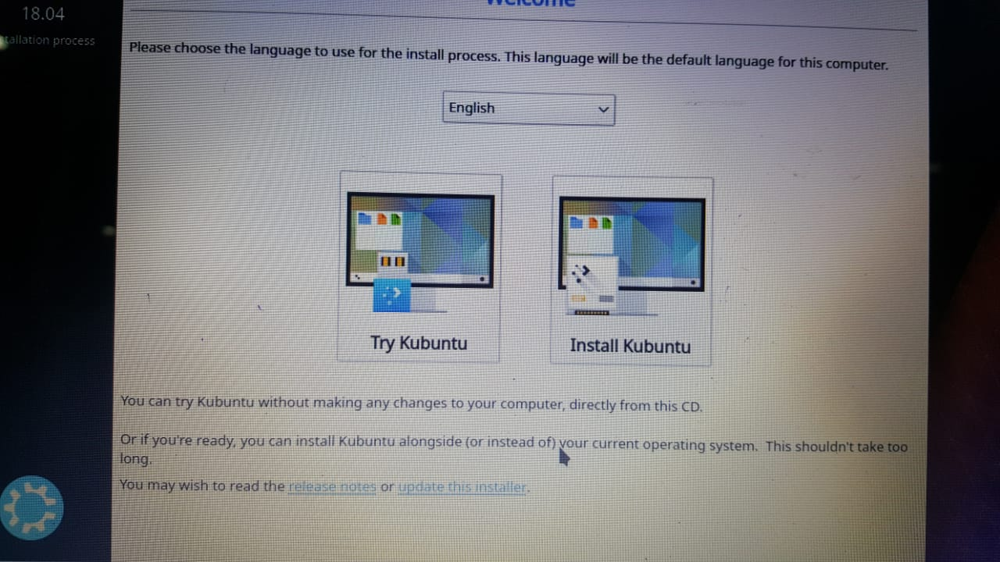 18.04
Welcome
tallation process
Please choose the language to use for the install process. This language will be the default language for this computer.
English
Try Kubuntu
Install Kubuntu
You can try Kubuntu without making any changes to your computer, directly from this CD.
Or if you're ready, you can install Kubuntu alongside (or instead of) your current operating system. This shouldn't take too
long.
You may wish to read the release notes or update this installer.